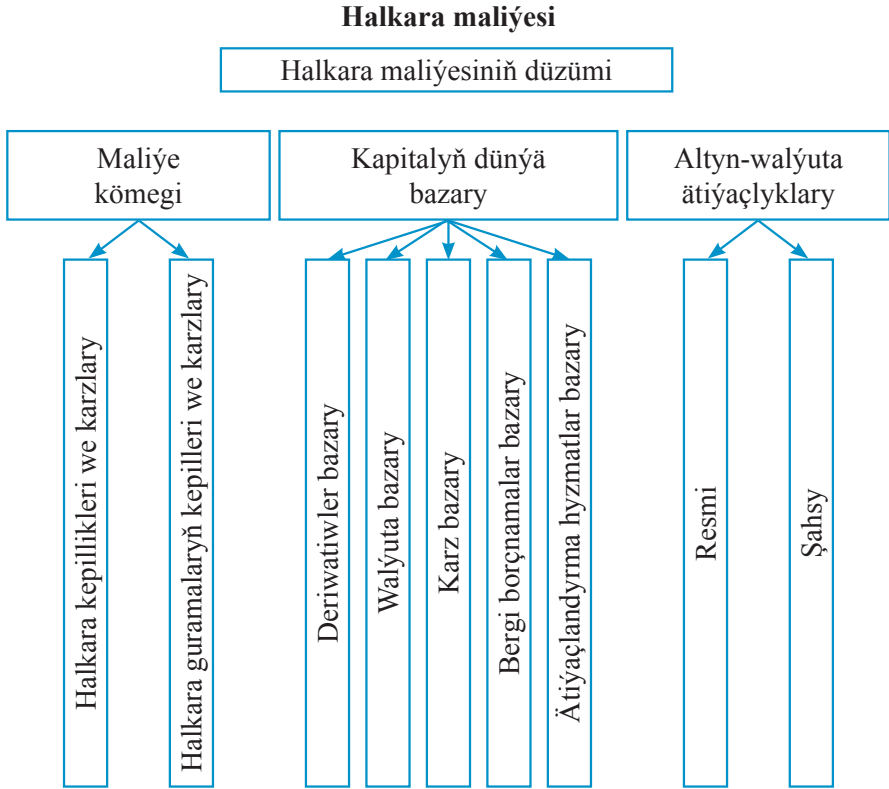 Halkara maliýesi
Halkara maliýesiniň düzümi
Maliýe
kömegi
Kapitalyň dünýä
bazary
Altyn-walýuta
ätiýaçlyklary
Halkara kepillikleri we karzlary
Halkara guramalaryň kepilleri we karzlary
Deriwatiwler bazary
Walýuta bazary
Karz bazary
Bergi borçnamalar bazary
Ätiýaçlandyrma hyzmatlar bazary
Resmi
Şahsy